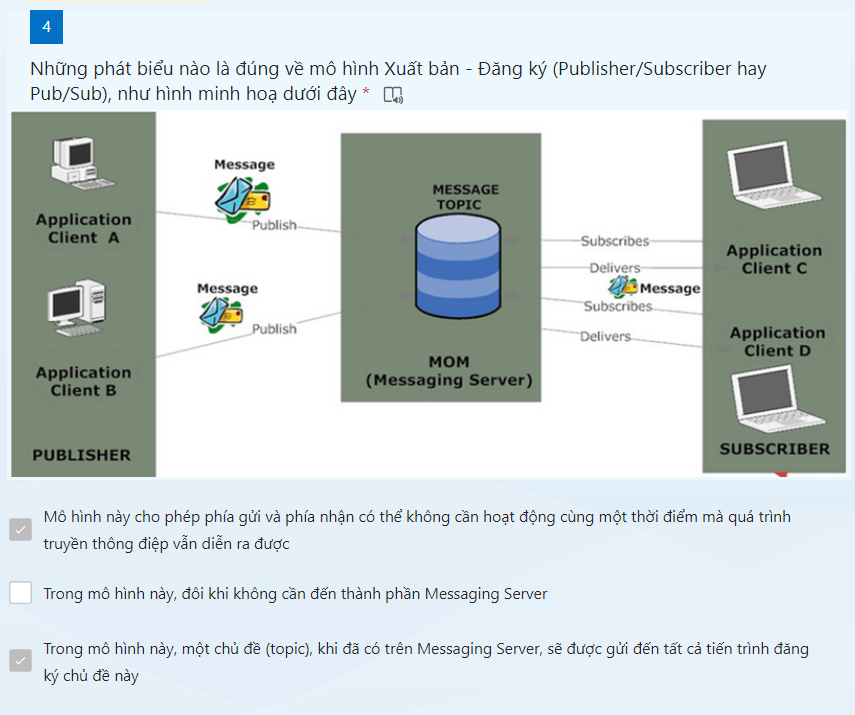 4
Những phát biểu nào là đúng về mô hình Xuất bản - Đăng ký (Publisher/Subscriber hay
Pub/Sub), như hình minh hoạ dưới đây *
Message
Publish
Application
Client A
Message
Publish
Application
Client B
PUBLISHER
MESSAGE
TOPIC
MOM
(Messaging Server)
Subscribes
Delivers
Message
Subscribes
Delivers
Application
Client C
Application
Client D
SUBSCRIBER
Mô hình này cho phép phía gửi và phía nhận có thể không cần hoạt động cùng một thời điểm mà quá trình
truyền thông điệp vẫn diễn ra được
Trong mô hình này, đôi khi không cần đến thành phần Messaging Server
Trong mô hình này, một chủ đề (topic), khi đã có trên Messaging Server, sẽ được gửi đến tất cả tiến trình đăng
ký chủ đề này